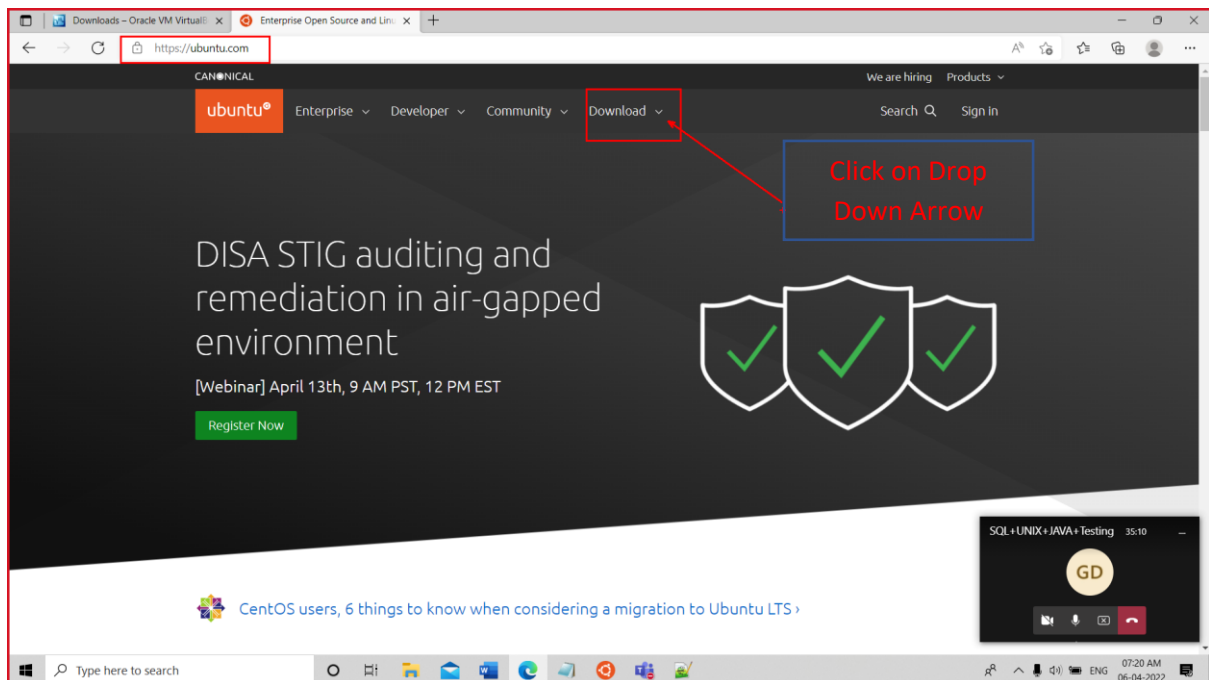 Downloads – Oracle VM Virtuall
Enterprise Open Source and Linu
https://ubuntu.com
CANONICAL
We are hiring Products
ubuntu® Enterprise Developer Community Download Search Sign in
Click on Drop
Down Arrow
DISA STIG auditing and
remediation in air-gapped
environment
[Webinar] April 13th, 9 AM PST, 12 PM EST
Register Now
SQL+UNIX+JAVA+Testing 35:10
GD
CentOS users, 6 things to know when considering a migration to Ubuntu LTS ›
Type here to search
ENG
07:20 AM
06-04-2022